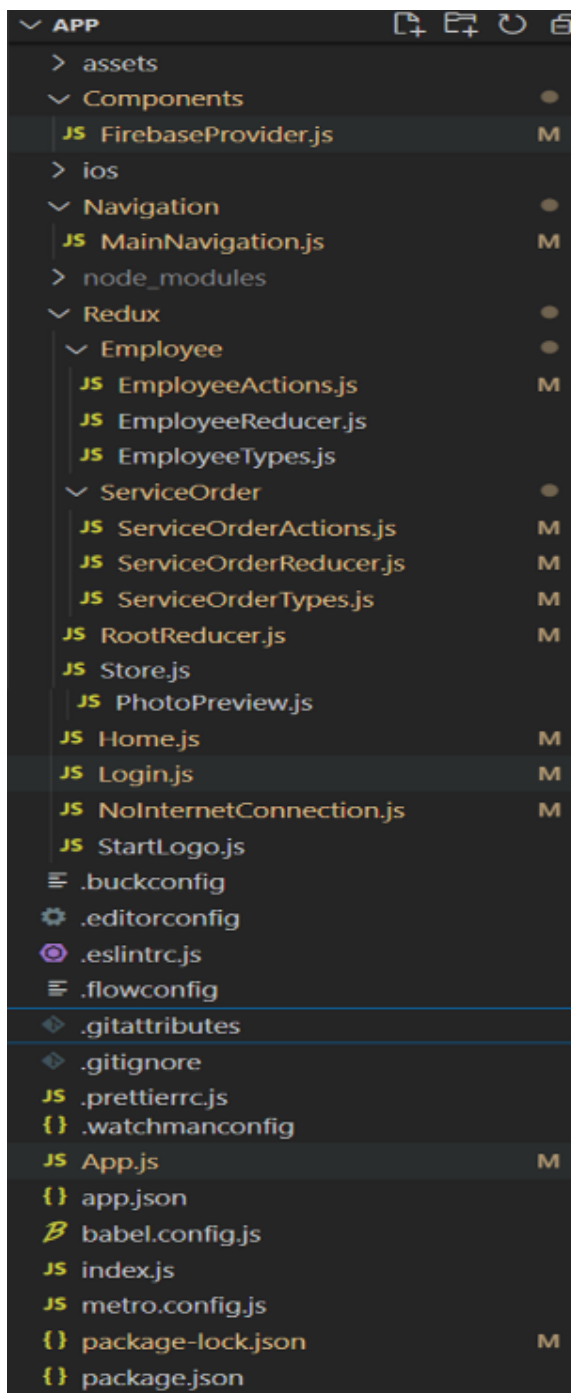 APP
assets
Components
JS FirebaseProvider.js M
ios
Navigation
JS MainNavigation.js M
node_modules
Redux
Employee
JS EmployeeActions.js M
JS EmployeeReducer.js
JS EmployeeTypes.js
ServiceOrder
JS ServiceOrderActions.js M
JS ServiceOrderReducer.js M
JS ServiceOrderTypes.js M
JS RootReducer.js M
JS Store.js
JS PhotoPreview.js
JS Home.js M
JS Login.js M
JS NoInternetConnection.js M
JS StartLogo.js
.buckconfig
.editorconfig
.eslintrc.js
.flowconfig
.gitattributes
.gitignore
JS .prettierrc.js
{} .watchmanconfig
JS App.js M
{} app.json
B babel.config.js
JS index.js
JS metro.config.js
{} package-lock.json M
{} package.json